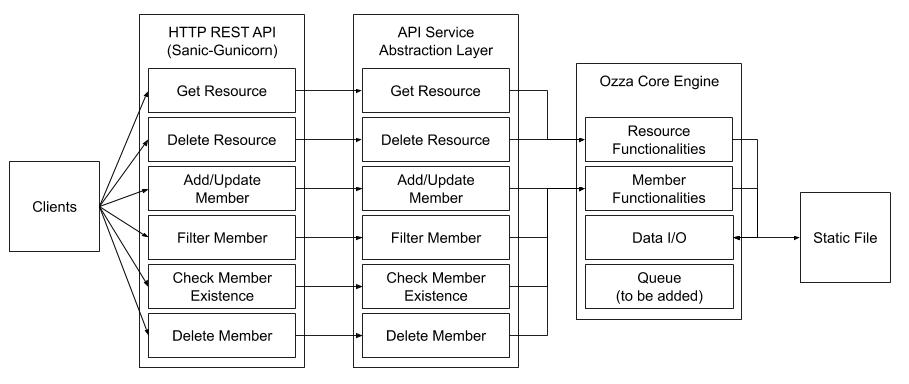 Clients
HTTP REST API
(Sanic-Gunicorn)
Get Resource
Delete Resource
Add/Update
Member
Filter Member
Check Member
Existence
Delete Member
API Service
Abstraction Layer
Get Resource
Delete Resource
Add/Update
Member
Filter Member
Check Member
Existence
Delete Member
Ozza Core Engine
Resource
Functionalities
Member
Functionalities
Data I/O
Queue
(to be added)
Static File